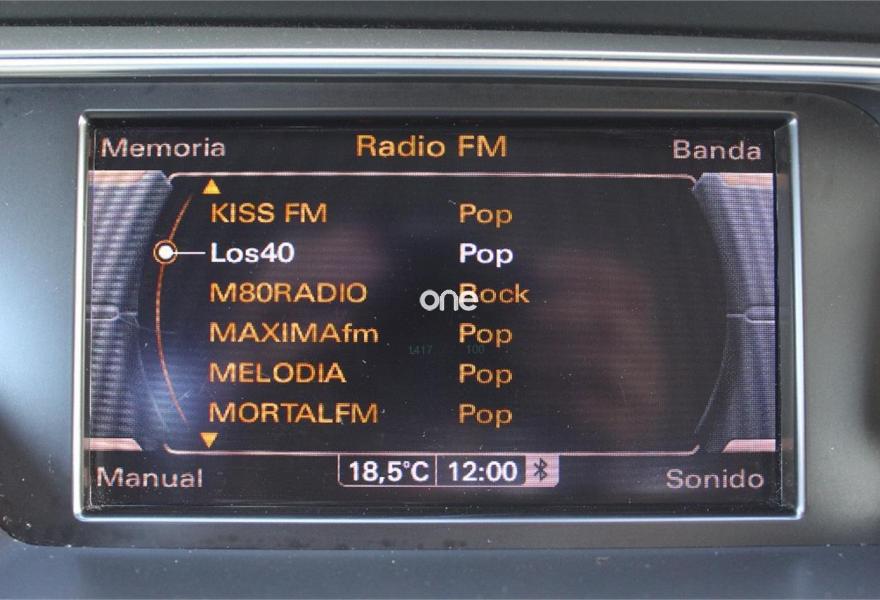 Memoria Radio FM Banda
KISS FM Pop
Los40 Pop
M80RADIO Rock
one
MAXIMAfm Pop
MELODIA Pop
MORTALFM Pop
Manual 18,5°C 12:00 Sonido